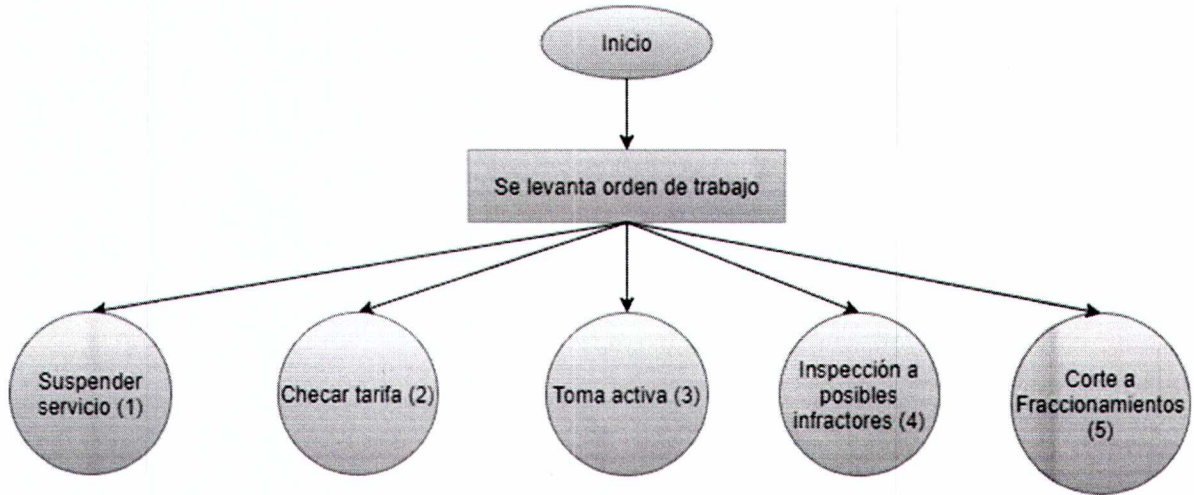 Inicio
Se levanta orden de trabajo
Suspender
servicio (1)
Checar tarifa (2)
Toma activa (3)
Inspección a
posibles
infractores (4)
Corte a
Fraccionamientos
(5)